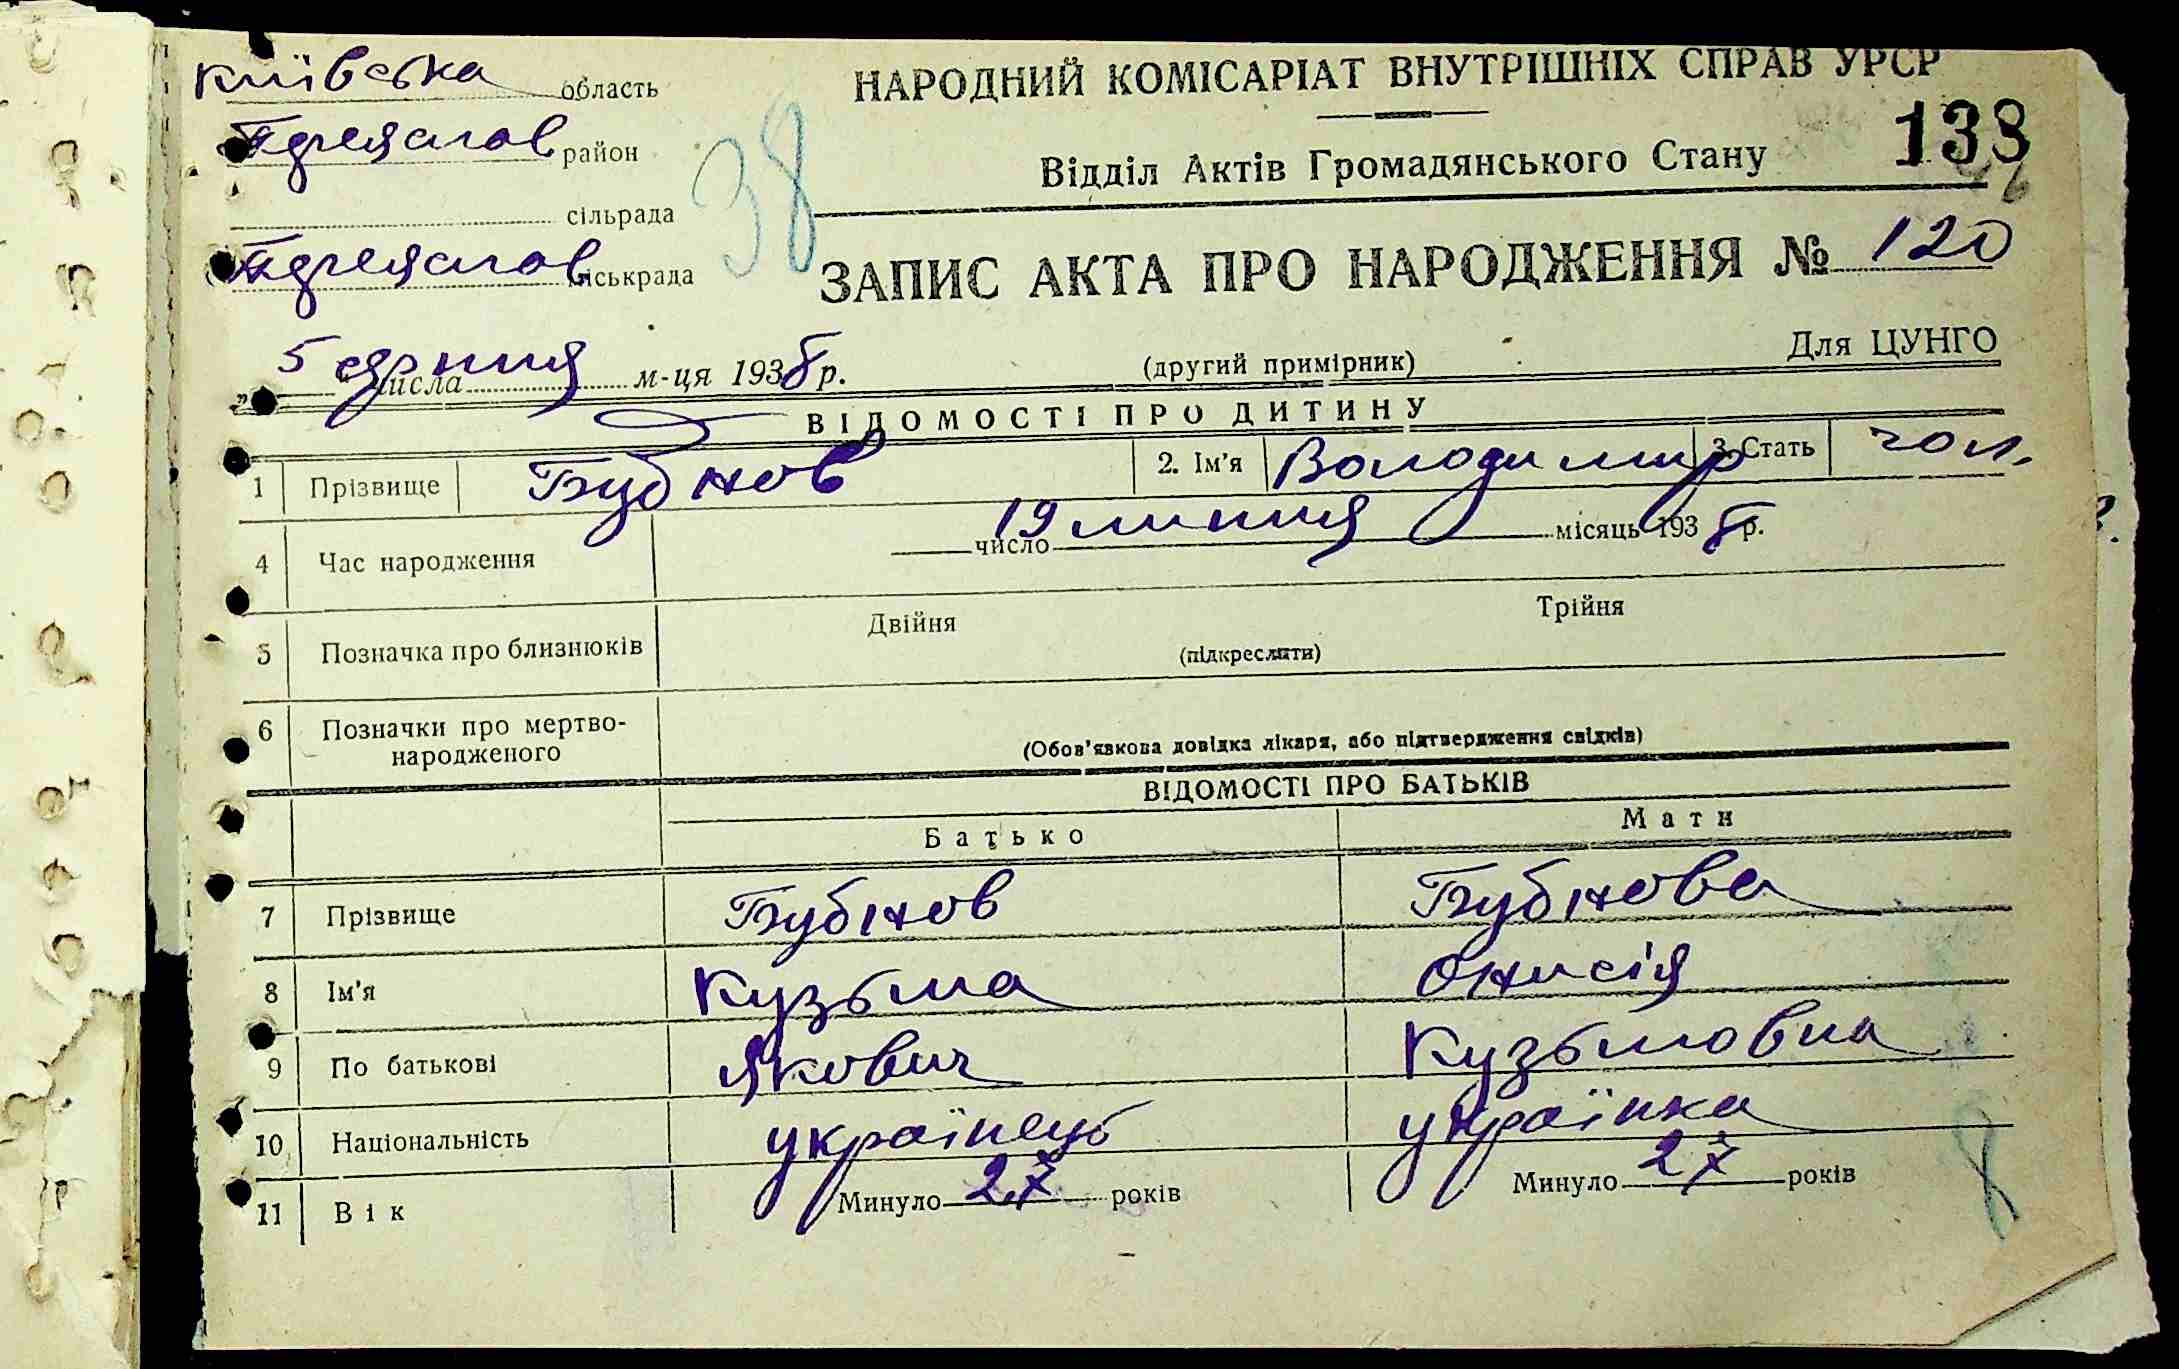 Київська область
НАРОДНИЙ КОМІСАРІАТ ВНУТРІШНІХ СПРАВ УРСР
Переяслов район
38
Відділ Актів Громадянського Стану
133
сільрада
Переяслов міськрада
ЗАПИС АКТА ПРО НАРОДЖЕННЯ № 120
„ 5 серпня числа м-ця 1938 р.
(другий примірник)
Для ЦУНГО
ВІДОМОСТІ ПРО ДИТИНУ
1 Прізвище Бубнов 2. Ім'я Володимир 3. Стать чол.
4 Час народження 19 число липня місяць 1938 р.
5 Позначка про близнюків Двійня Трійня
(підкреслити)
6 Позначки про мертво-
народженого
(Обов'язкова довідка лікаря, або підтвердження свідків)
ВІДОМОСТІ ПРО БАТЬКІВ
Батько Мати
7 Прізвище Бубнов Бубнова
8 Ім'я Кузьма Онисія
9 По батькові Якович Кузьмовна
10 Національність українець українка
11 Вік Минуло 27 років Минуло 27 років
8